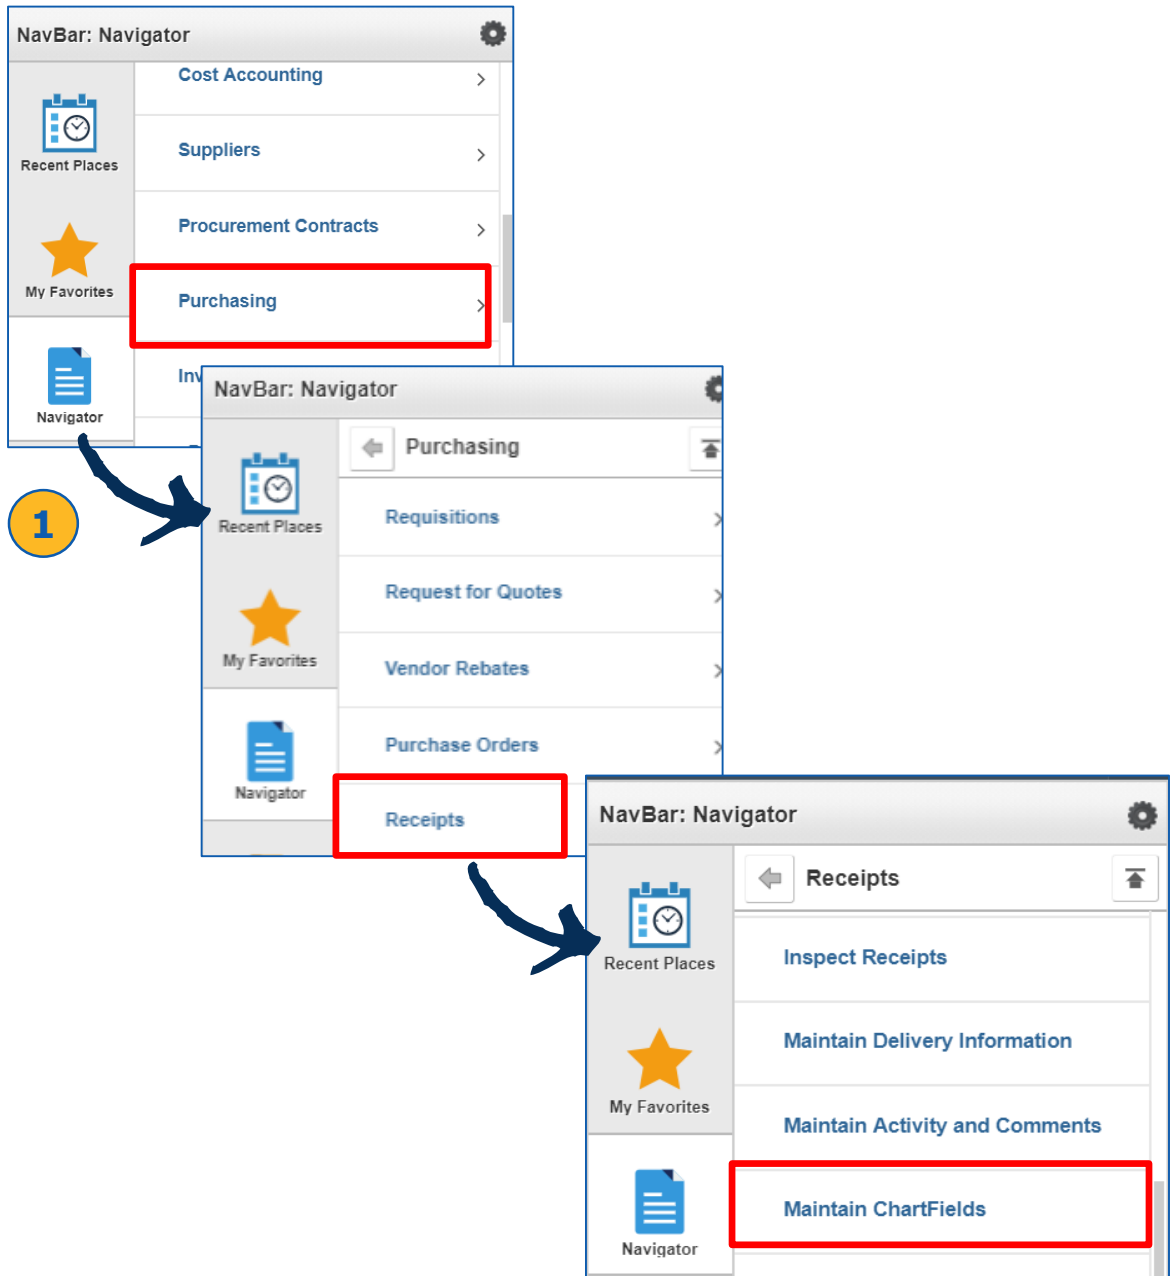 NavBar: Navigator
Cost Accounting
Recent Places
Suppliers
Procurement Contracts
My Favorites
Purchasing
Navigator
1
NavBar: Navigator
Purchasing
Recent Places
Requisitions
Request for Quotes
My Favorites
Vendor Rebates
Purchase Orders
Navigator
Receipts
NavBar: Navigator
Receipts
Recent Places
Inspect Receipts
Maintain Delivery Information
My Favorites
Maintain Activity and Comments
Maintain ChartFields
Navigator